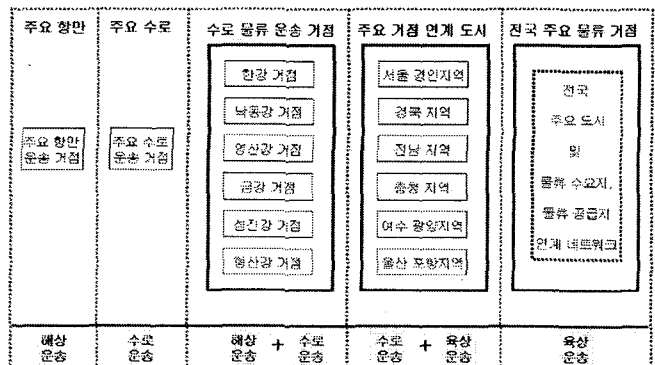 주요 항만
주요 수로
수로 물류 운송 거점
주요 거점 연계 도시
전국 주요 물류 거점
주요 항만
운송 거점
주요 수로
운송 거점
한강 거점
낙동강 거점
영산강 거점
금강 거점
섬진강 거점
형산강 거점
서울 경인지역
경북 지역
전남 지역
충청 지역
여수 광양지역
울산 포항지역
전국
주요 도시
및
물류 수요지,
물류 공급지
연계 네트워크
해상
운송
수로
운송
해상 + 수로
운송 운송
수로 + 육상
운송 운송
육상
운송